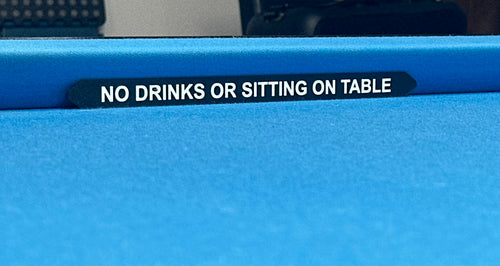 NO DRINKS OR SITTING ON TABLE